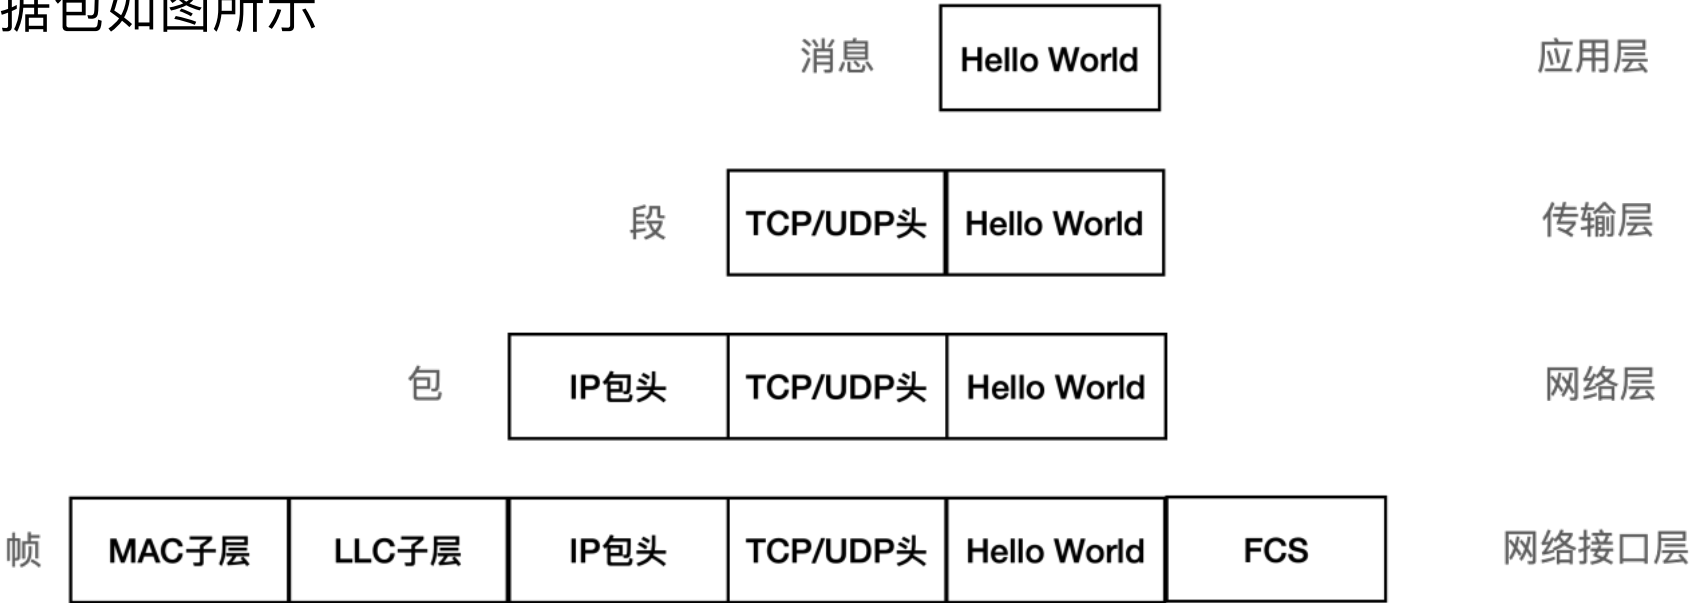 据包如图所示
消息 Hello World 应用层
段 TCP/UDP头 Hello World 传输层
包 IP包头 TCP/UDP头 Hello World 网络层
帧 MAC子层 LLC子层 IP包头 TCP/UDP头 Hello World FCS 网络接口层